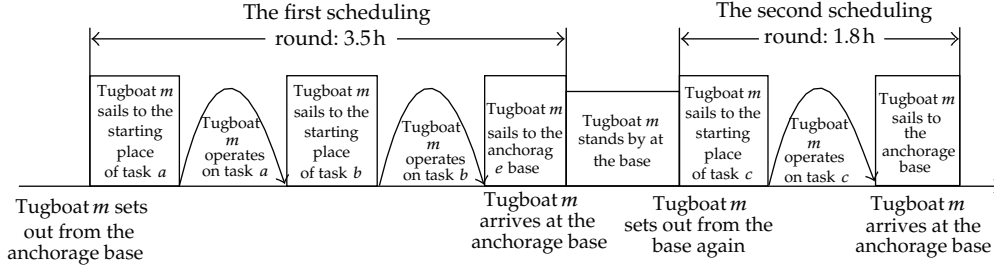 The first scheduling
round: 3.5 h
The second scheduling
round: 1.8 h
Tugboat m
sails to the
starting
place
of task a
Tugboat
m
operates
on task a
Tugboat m
sails to the
starting
place
of task b
Tugboat
m
operates
on task b
Tugboat m
sails to the
anchorag
e base
Tugboat m
stands by at
the base
Tugboat m
sails to the
starting
place
of task c
Tugboat
m
operates
on task c
Tugboat m
sails to
the
anchorage
base
Tugboat m sets
out from the
anchorage base
Tugboat m
arrives at the
anchorage base
Tugboat m
sets out from the
base again
Tugboat m
arrives at the
anchorage base